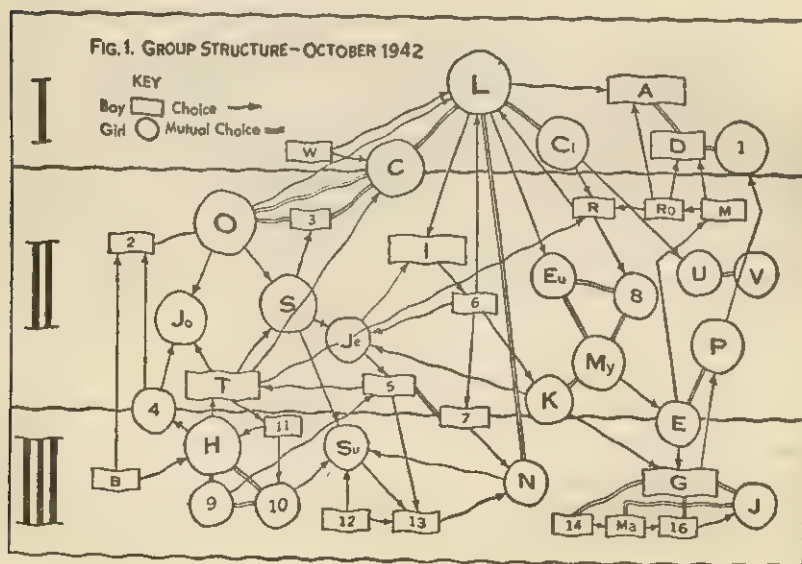 FIG. 1. GROUP STRUCTURE – OCTOBER 1942
KEY
Boy Choice
Girl Mutual Choice
I
L
A
W
C
Cl
D
1
II
O
3
R
Ro
M
2
I
Eu
8
U
V
Jo
S
6
Je
My
P
T
5
K
4
11
7
E
III
H
Su
B
N
G
9
10
12
13
14
Ma
16
J